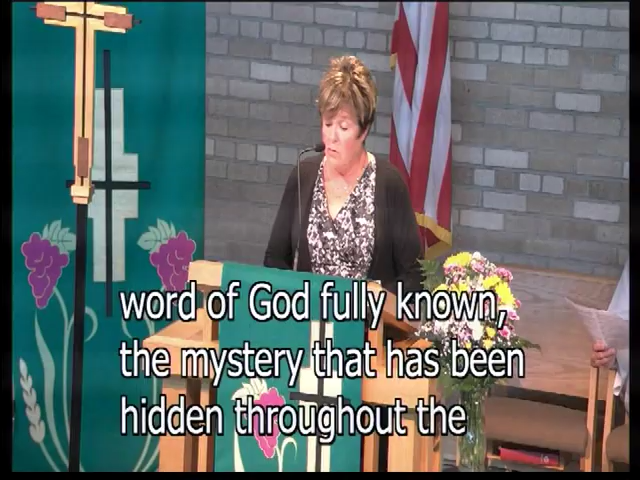 word of God fully known,
the mystery that has been
hidden throughout the